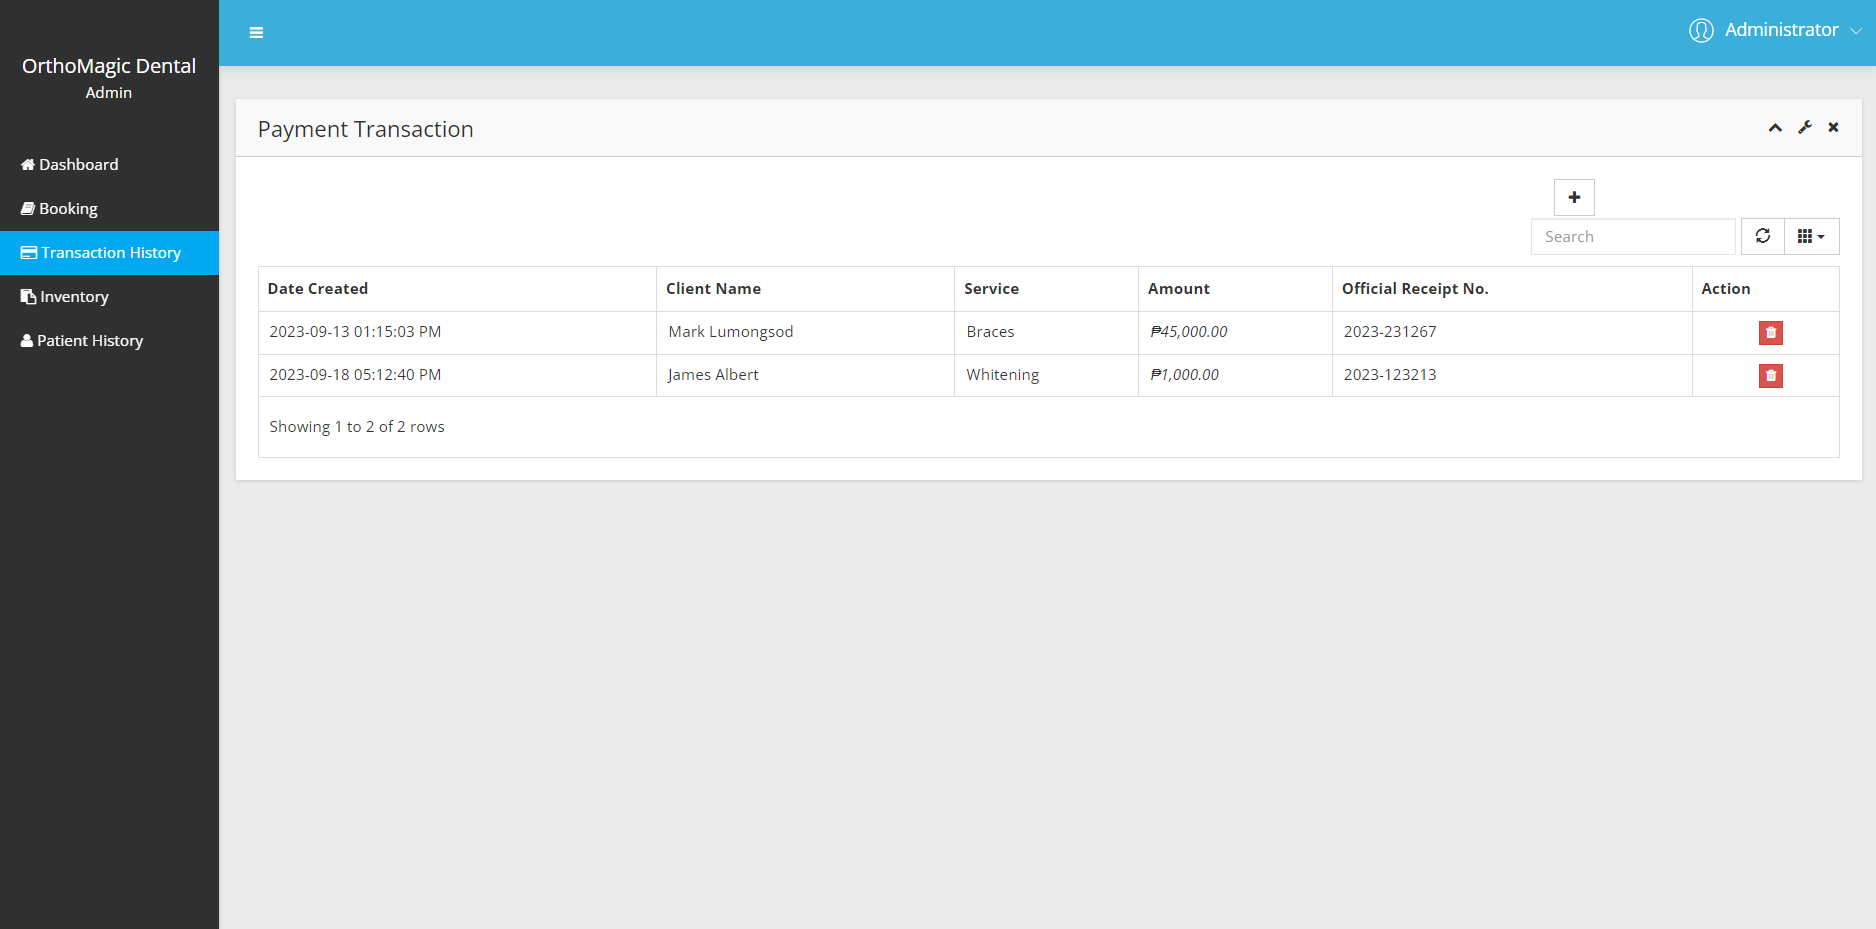 OrthoMagic Dental
Admin
Dashboard
Booking
Transaction History
Inventory
Patient History
Administrator
Payment Transaction
Search
Date Created Client Name Service Amount Official Receipt No. Action
2023-09-13 01:15:03 PM Mark Lumongsod Braces ₱45,000.00 2023-231267
2023-09-18 05:12:40 PM James Albert Whitening ₱1,000.00 2023-123213
Showing 1 to 2 of 2 rows